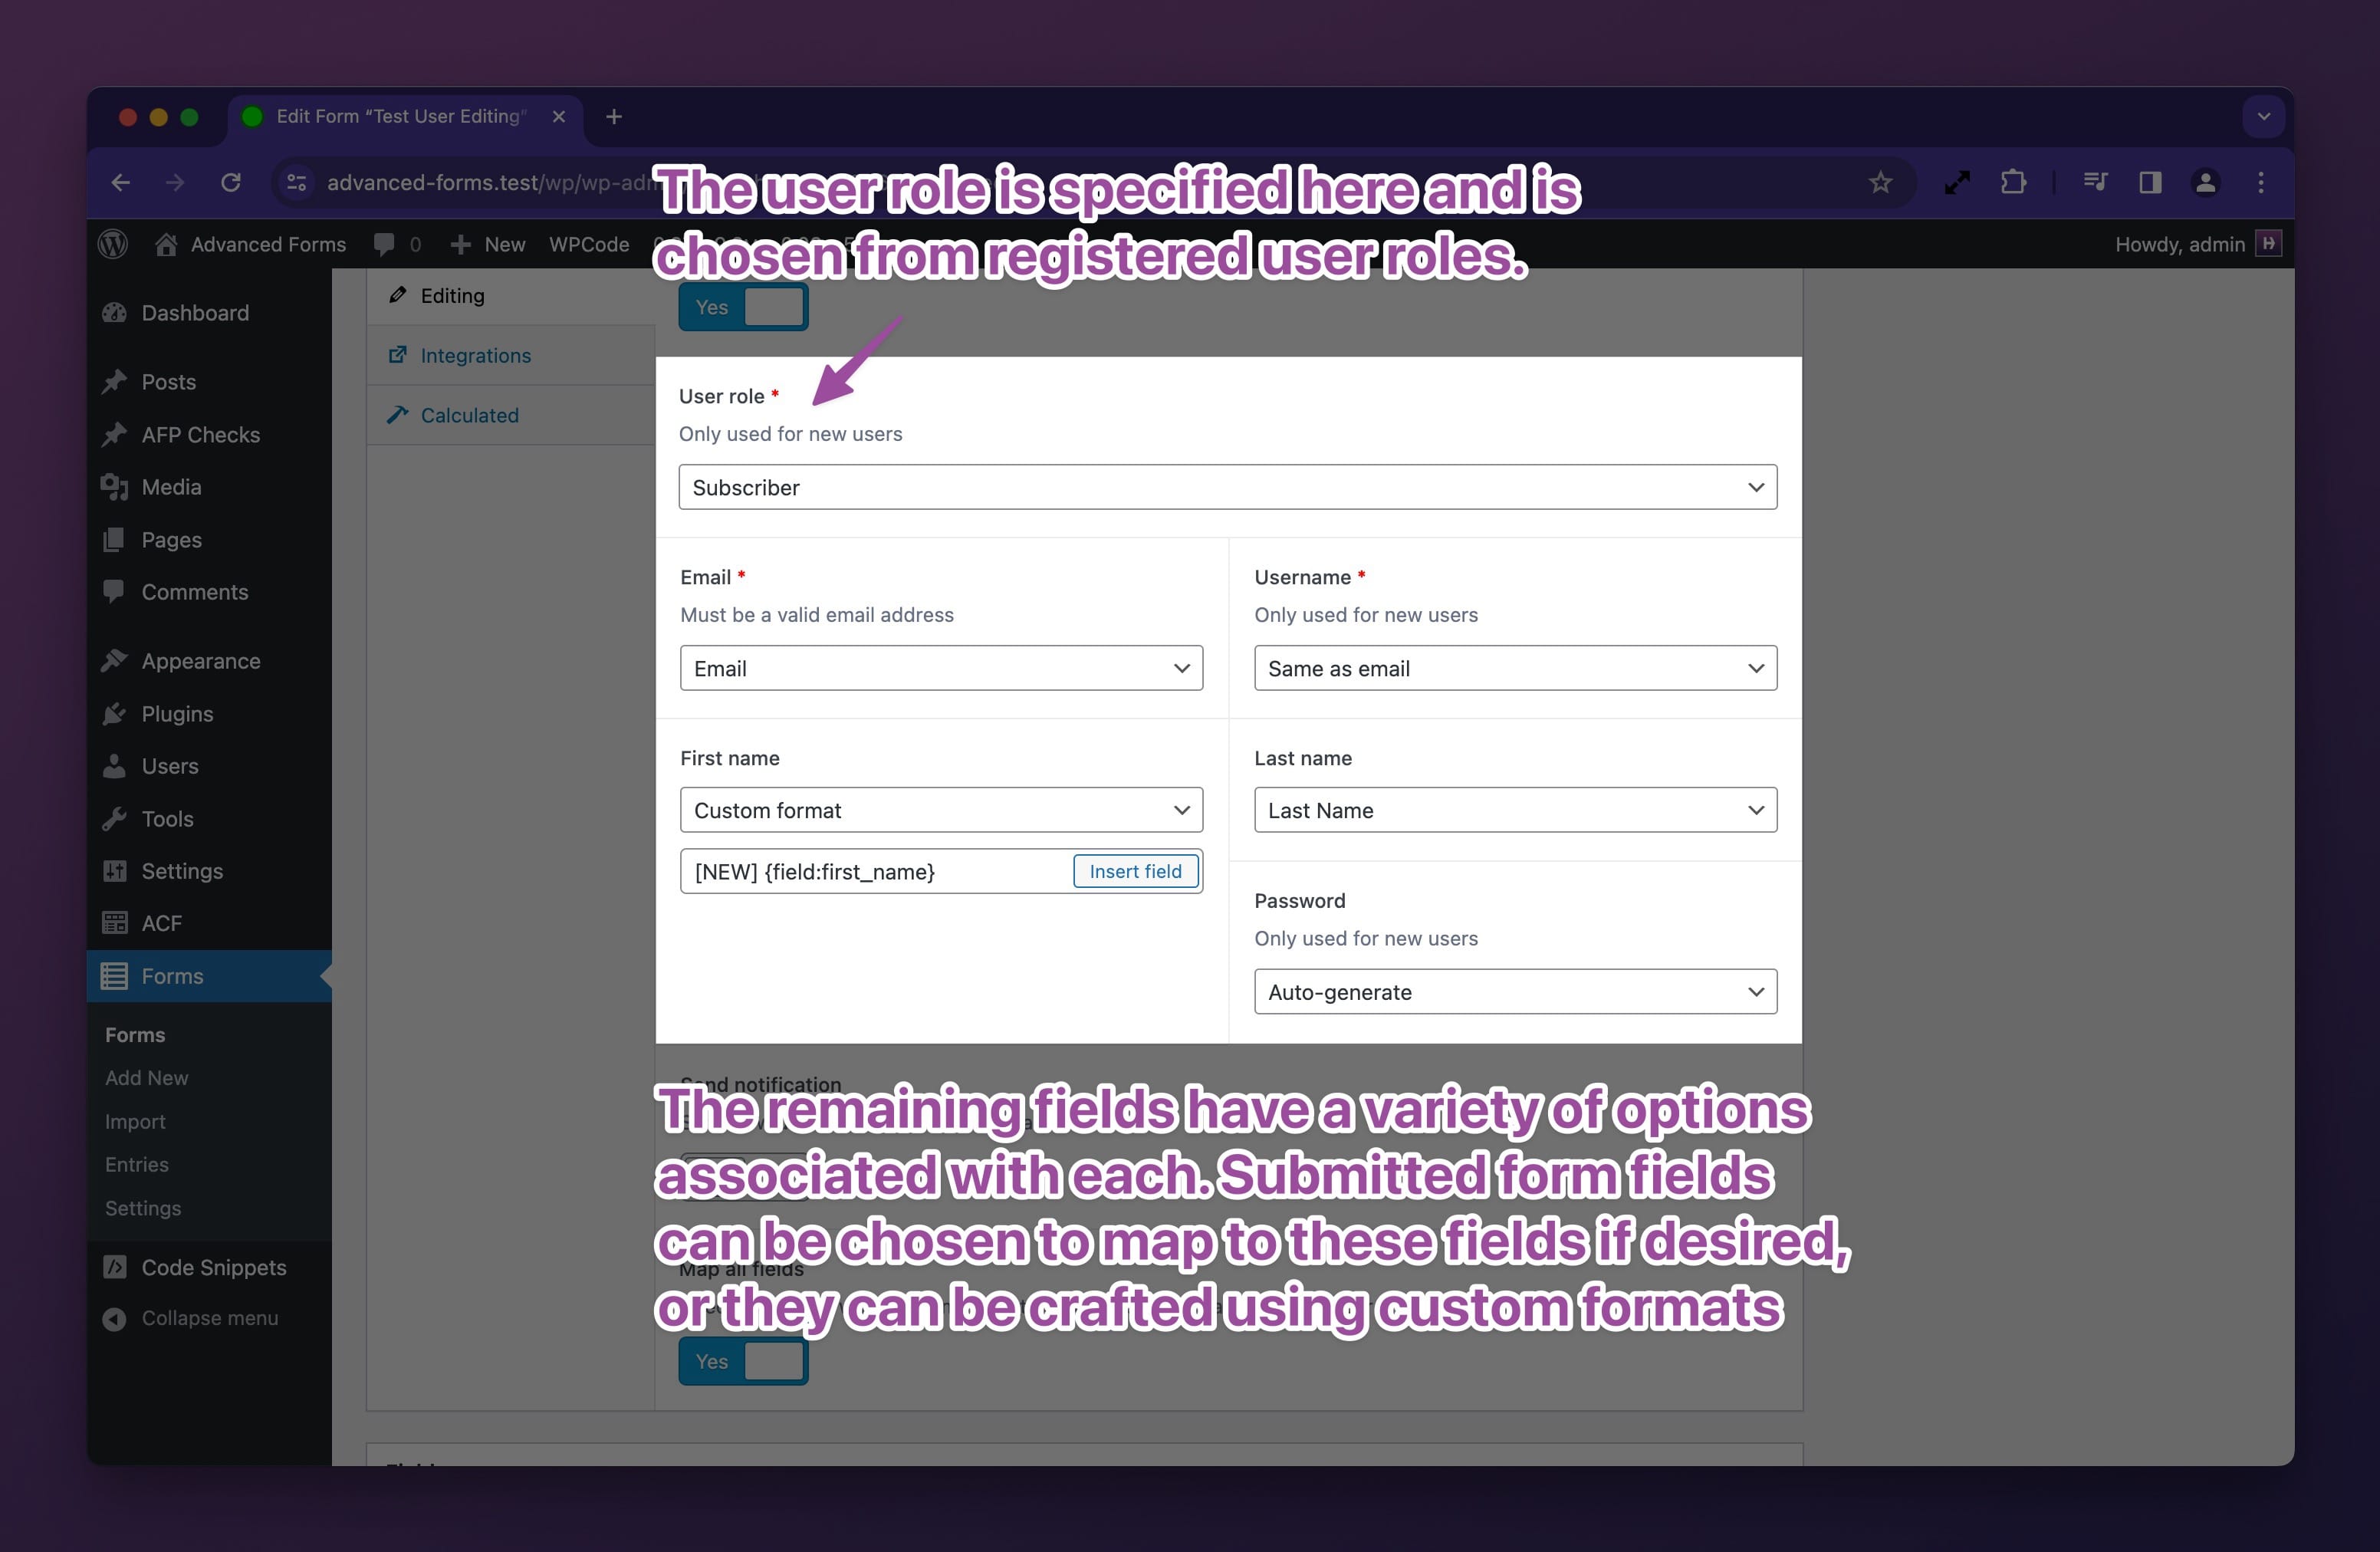 Edit Form “Test User Editing”
advanced-forms.test/wp/wp-adm
The user role is specified here and is
chosen from registered user roles.
Advanced Forms
0
New
WPCode
Howdy, admin
Dashboard
Posts
AFP Checks
Media
Pages
Comments
Appearance
Plugins
Users
Tools
Settings
ACF
Forms
Forms
Add New
Import
Entries
Settings
Code Snippets
Collapse menu
Editing
Integrations
Calculated
Yes
User role *
Only used for new users
Subscriber
Email *
Must be a valid email address
Email
Username *
Only used for new users
Same as email
First name
Custom format
[NEW] {field:first_name}
Insert field
Last name
Last Name
Password
Only used for new users
Auto-generate
Send notification
The remaining fields have a variety of options
associated with each. Submitted form fields
can be chosen to map to these fields if desired,
Map all fields
or they can be crafted using custom formats
Yes